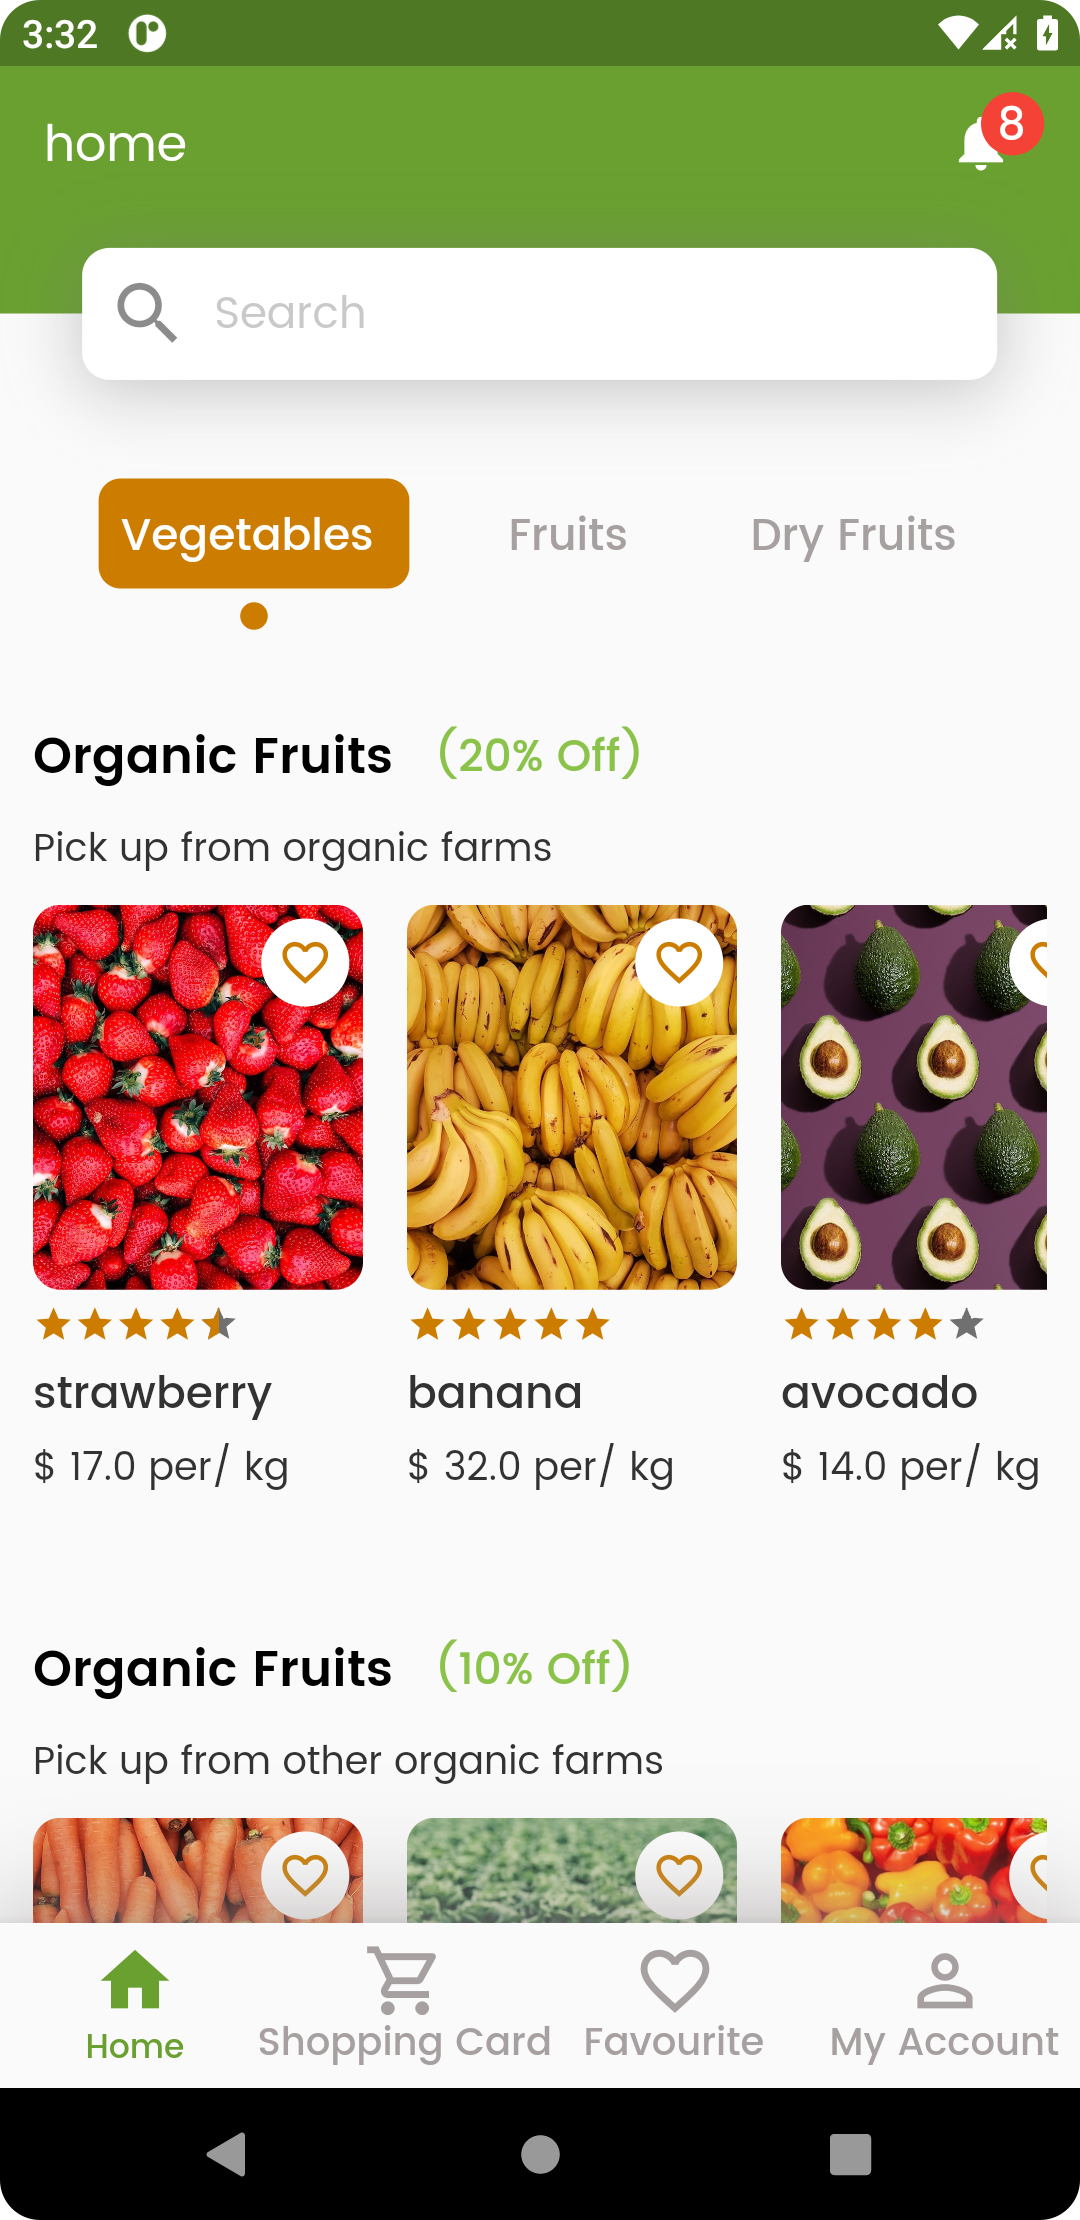 3:32
home
8
Search
Vegetables Fruits Dry Fruits
Organic Fruits (20% Off)
Pick up from organic farms
strawberry banana avocado
$ 17.0 per/ kg $ 32.0 per/ kg $ 14.0 per/ kg
Organic Fruits (10% Off)
Pick up from other organic farms
Home Shopping Card Favourite My Account